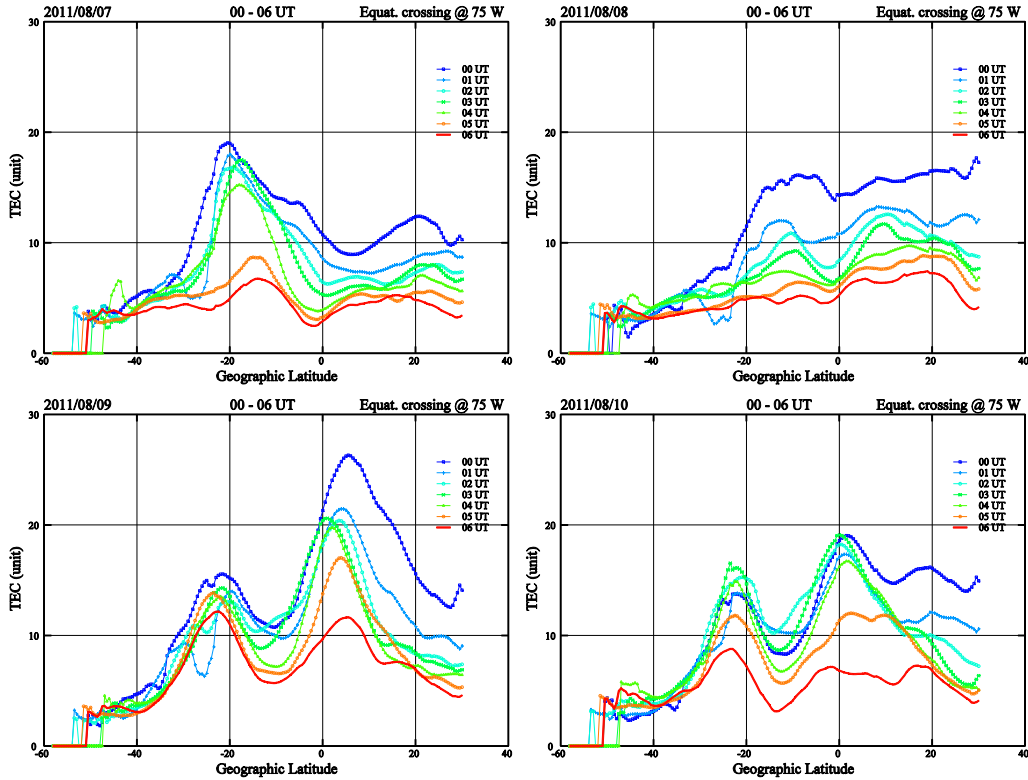 2011/08/07 00 - 06 UT Equat. crossing @ 75 W
30
20
10
0
TEC (unit)
00 UT
01 UT
02 UT
03 UT
04 UT
05 UT
06 UT
-60 -40 -20 0 20 40
Geographic Latitude
2011/08/08 00 - 06 UT Equat. crossing @ 75 W
30
20
10
0
TEC (unit)
00 UT
01 UT
02 UT
03 UT
04 UT
05 UT
06 UT
-60 -40 -20 0 20 40
Geographic Latitude
2011/08/09 00 - 06 UT Equat. crossing @ 75 W
30
20
10
0
TEC (unit)
00 UT
01 UT
02 UT
03 UT
04 UT
05 UT
06 UT
-60 -40 -20 0 20 40
Geographic Latitude
2011/08/10 00 - 06 UT Equat. crossing @ 75 W
30
20
10
0
TEC (unit)
00 UT
01 UT
02 UT
03 UT
04 UT
05 UT
06 UT
-60 -40 -20 0 20 40
Geographic Latitude